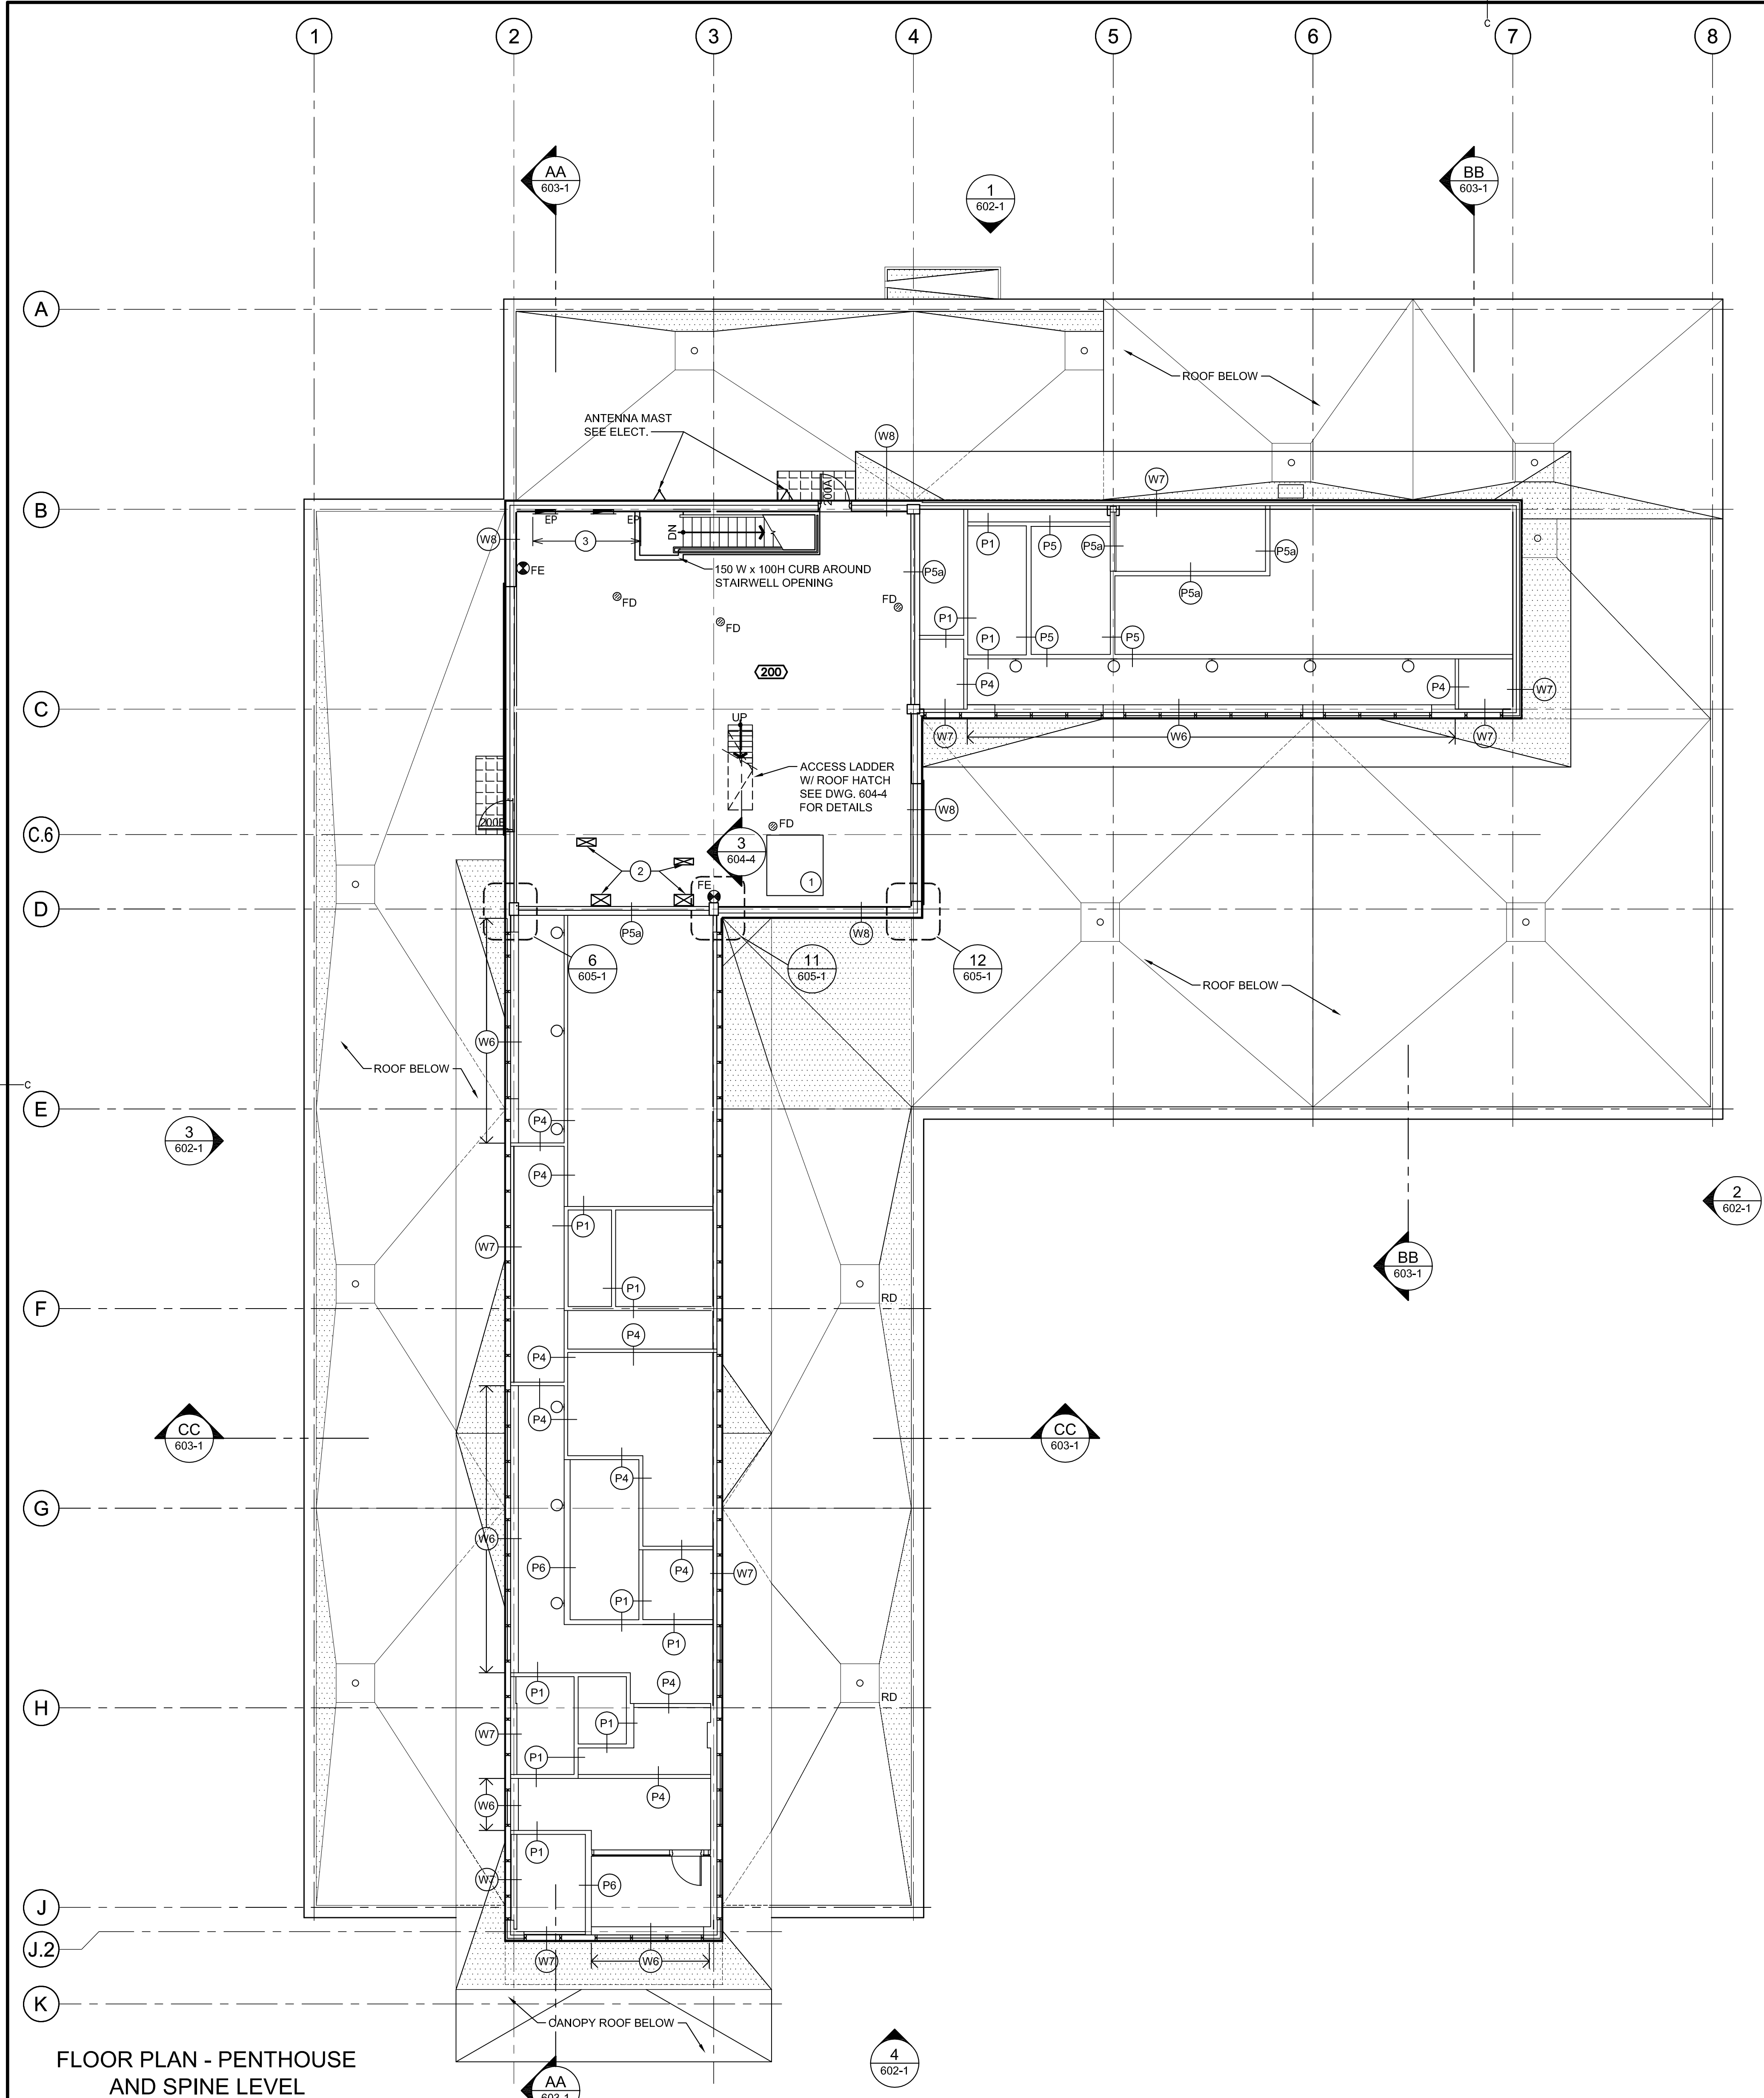 C
1
2
3
4
5
6
7
8
AA
603-1
1
602-1
BB
603-1
A
ROOF BELOW
ANTENNA MAST
SEE ELECT.
W8
W7
200A
B
EP
EP
3
DN
W8
FE
P1
P5
P5a
P5a
150 W x 100H CURB AROUND
STAIRWELL OPENING
P5a
P5a
FD
FD
FD
P1
P1
P5
P5
200
P4
P4
W7
C
UP
W7
W6
W7
ACCESS LADDER
W/ ROOF HATCH
SEE DWG. 604-4
FOR DETAILS
W8
200B
C.6
FD
3
604-4
2
1
FE
D
P5a
W8
6
605-1
11
605-1
12
605-1
ROOF BELOW
W6
ROOF BELOW
C
E
P4
3
602-1
P4
2
602-1
P1
W7
BB
603-1
P1
RD
F
P4
P4
P4
CC
603-1
CC
603-1
P4
G
W6
P6
P4
W7
P1
P1
P4
P1
RD
H
P1
W7
P1
P4
W6
P1
W7
P6
J
J.2
W7
W6
K
CANOPY ROOF BELOW
FLOOR PLAN - PENTHOUSE
AND SPINE LEVEL
4
602-1
AA
603-1